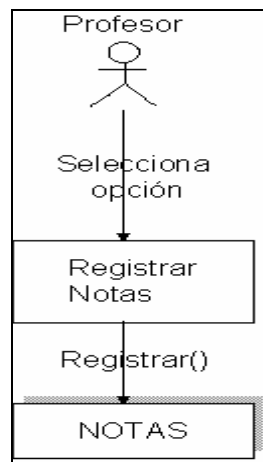 Profesor
Selecciona
opción
Registrar
Notas
Registrar()
NOTAS